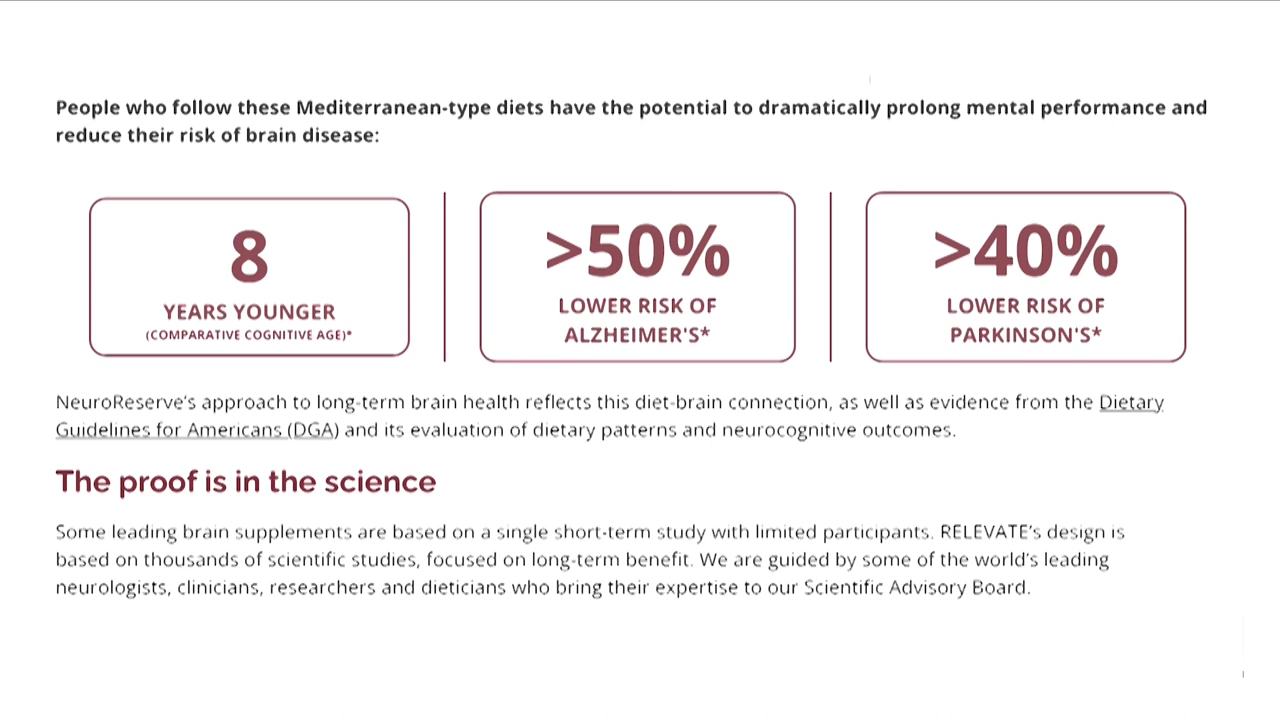 People who follow these Mediterranean-type diets have the potential to dramatically prolong mental performance and
reduce their risk of brain disease:
8
YEARS YOUNGER
(COMPARATIVE COGNITIVE AGE)*
>50%
LOWER RISK OF
ALZHEIMER'S*
>40%
LOWER RISK OF
PARKINSON'S*
NeuroReserve's approach to long-term brain health reflects this diet-brain connection, as well as evidence from the Dietary
Guidelines for Americans (DGA) and its evaluation of dietary patterns and neurocognitive outcomes.
The proof is in the science
Some leading brain supplements are based on a single short-term study with limited participants. RELEVATE's design is
based on thousands of scientific studies, focused on long-term benefit. We are guided by some of the world's leading
neurologists, clinicians, researchers and dieticians who bring their expertise to our Scientific Advisory Board.